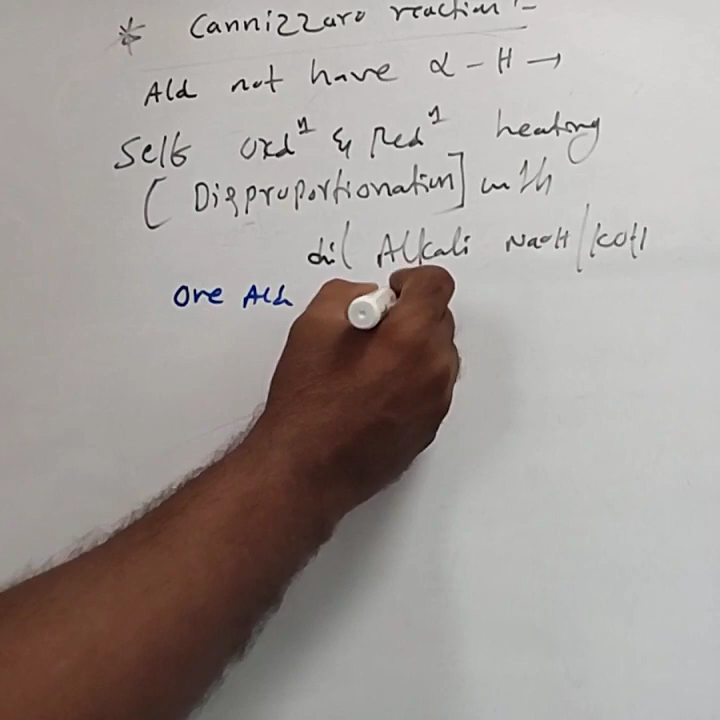 * Cannizzaro reaction :-
Ald not have α - H →
Self oxdⁿ & Redⁿ heating
[ Disproportionation] with
dil Alkali NaOH/KOH
One Ald